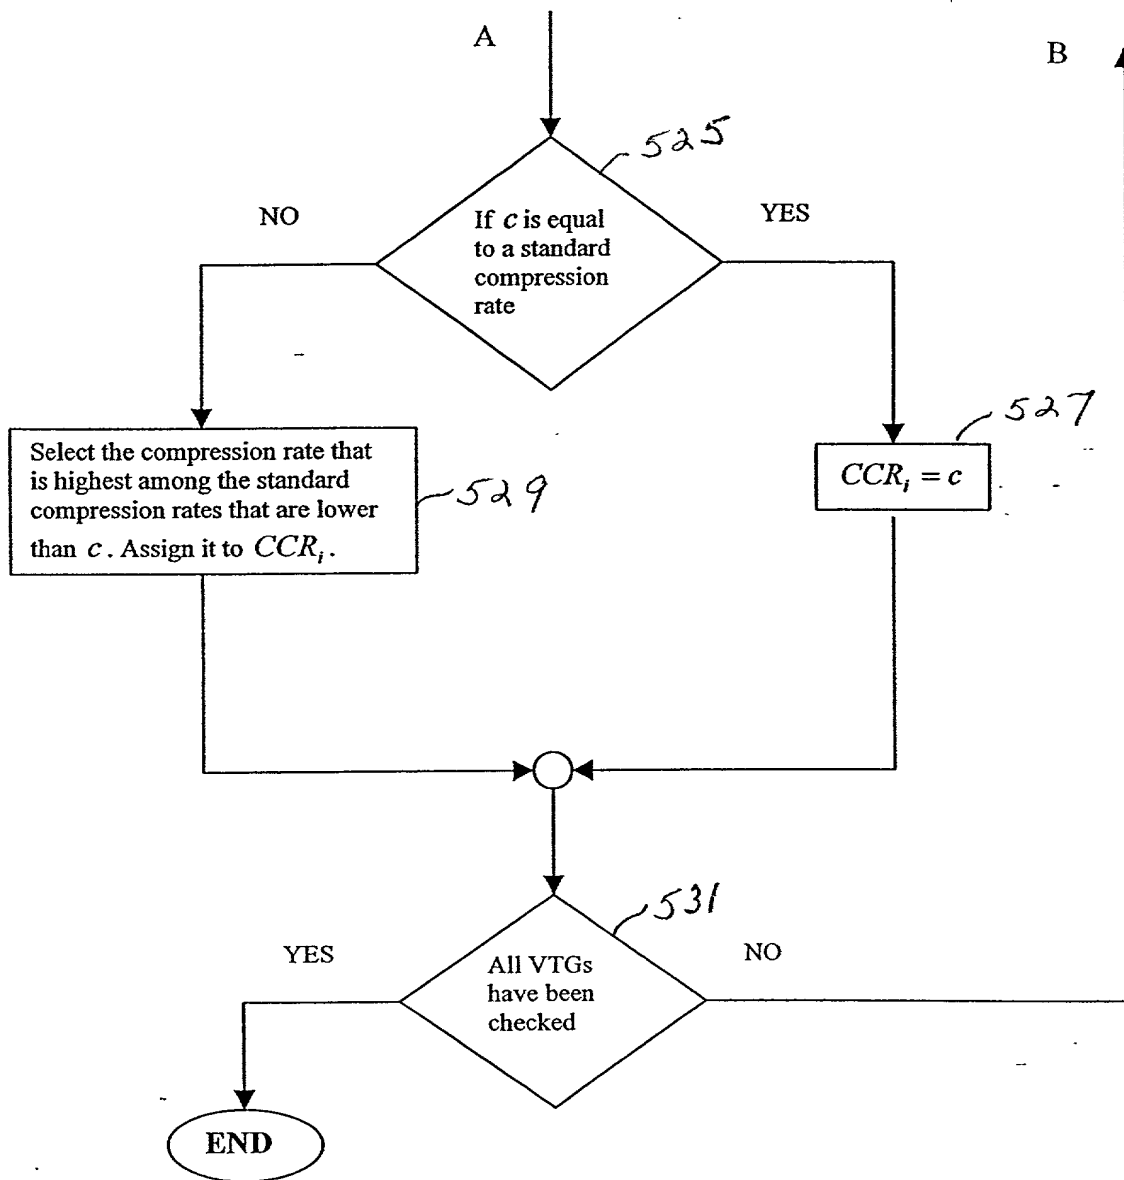 A
B
525
NO
YES
If c is equal
to a standard
compression
rate
527
Select the compression rate that
is highest among the standard
compression rates that are lower
than c. Assign it to CCR_i.
529
CCR_i = c
531
YES
NO
All VTGs
have been
checked
END